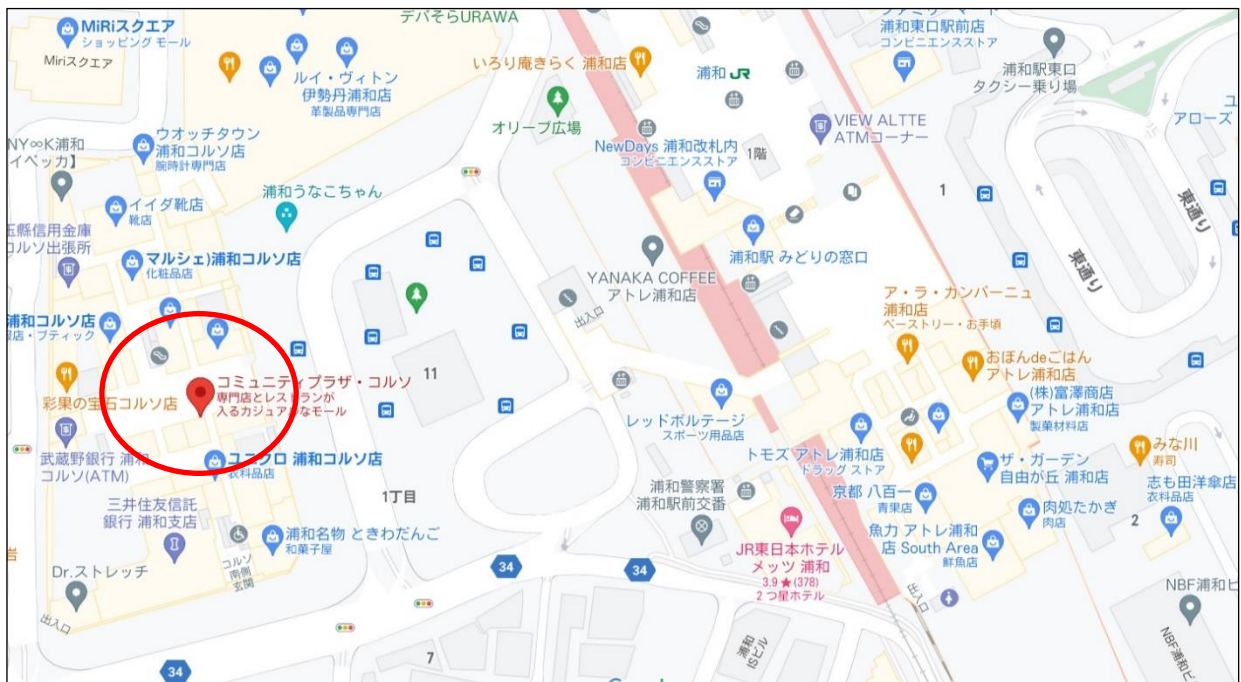 デパそらURAWA
MiRiスクエア
ショッピング モール
Miriスクエア
ルイ・ヴィトン
伊勢丹浦和店
革製品専門店
いろり庵きらく 浦和店
浦和 JR
浦和東口駅前店
コンビニエンスストア
浦和駅東口
タクシー乗り場
オリーブ広場
VIEW ALTTE
ATMコーナー
アローズ
NY∞K浦和
イベッカ】
ウオッチタウン
浦和コルソ店
腕時計専門店
NewDays 浦和改札内
コンビニエンスストア
1階
イイダ靴店
靴店
浦和うなこちゃん
1
東通り
玉縣信用金庫
コルソ出張所
マルシェ)浦和コルソ店
化粧品店
YANAKA COFFEE
アトレ浦和店
浦和駅 みどりの窓口
東通り
出入口
ア・ラ・カンパーニュ
浦和店
ペーストリー・お手頃
浦和コルソ店
服店・ブティック
おぼんdeごはん
アトレ浦和店
コミュニティプラザ・コルソ
専門店とレストランが
入るカジュアルなモール
11
彩果の宝石コルソ店
レッドボルテージ
スポーツ用品店
(株)富澤商店
アトレ浦和店
製菓材料店
武蔵野銀行 浦和
コルソ(ATM)
ユニクロ 浦和コルソ店
衣料品店
トモズ アトレ浦和店
ドラッグ ストア
ザ・ガーデン
自由が丘 浦和店
みな川
寿司
三井住友信託
銀行 浦和支店
1丁目
浦和警察署
浦和駅前交番
京都 八百一
青果店
肉処たかぎ
肉店
志も田洋傘店
衣料品店
2
浦和名物 ときわだんご
和菓子屋
コルソ
南側
玄関
魚力 アトレ浦和
店 South Area
鮮魚店
JR東日本ホテル
メッツ 浦和
3.9★(378)
2 つ星ホテル
Dr.ストレッチ
出入口
34
34
出入口
NBF浦和ビ
NBF浦和ビ
浦和
ISビル
7
34